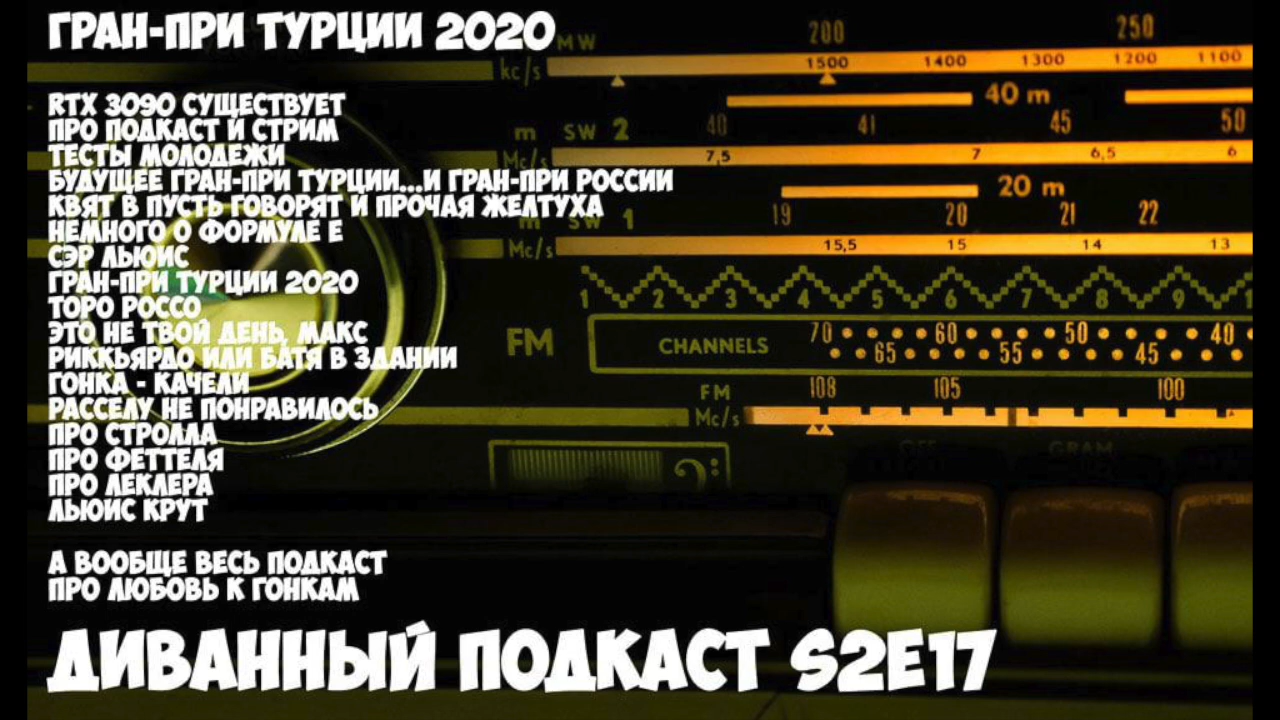 ГРАН-ПРИ ТУРЦИИ 2020
RTX 3090 СУЩЕСТВУЕТ
ПРО ПОДКАСТ И СТРИМ
ТЕСТЫ МОЛОДЕЖИ
БУДУЩЕЕ ГРАН-ПРИ ТУРЦИИ...И ГРАН-ПРИ РОССИИ
КВЯТ В ПУСТЬ ГОВОРЯТ И ПРОЧАЯ ЖЕЛТУХА
НЕМНОГО О ФОРМУЛЕ Е
СЭР ЛЬЮИС
ГРАН-ПРИ ТУРЦИИ 2020
ТОРО РОССО
ЭТО НЕ ТВОЙ ДЕНЬ, МАКС
РИККЬЯРДО ИЛИ БАТЯ В ЗДАНИИ
ГОНКА - КАЧЕЛИ
РАССЕЛУ НЕ ПОНРАВИЛОСЬ
ПРО СТРОЛЛА
ПРО ФЕТТЕЛЯ
ПРО ЛЕКЛЕРА
ЛЬЮИС КРУТ
А ВООБЩЕ ВЕСЬ ПОДКАСТ
ПРО ЛЮБОВЬ К ГОНКАМ
ДИВАННЫЙ ПОДКАСТ S2E17
MW 200 250
kc/s 1500 1400 1300 1200 1100
40 m
m SW 2 40 41 45 50
Mc/s 7,5 7 6,5 6
20 m
m SW 1 19 20 21 22
Mc/s 15,5 15 14 13
1 2 3 4 5 6 7 8 9 1
FM CHANNELS 70 60 50 40
65 55 45
FM 108 105 100
Mc/s
OFF GRAM